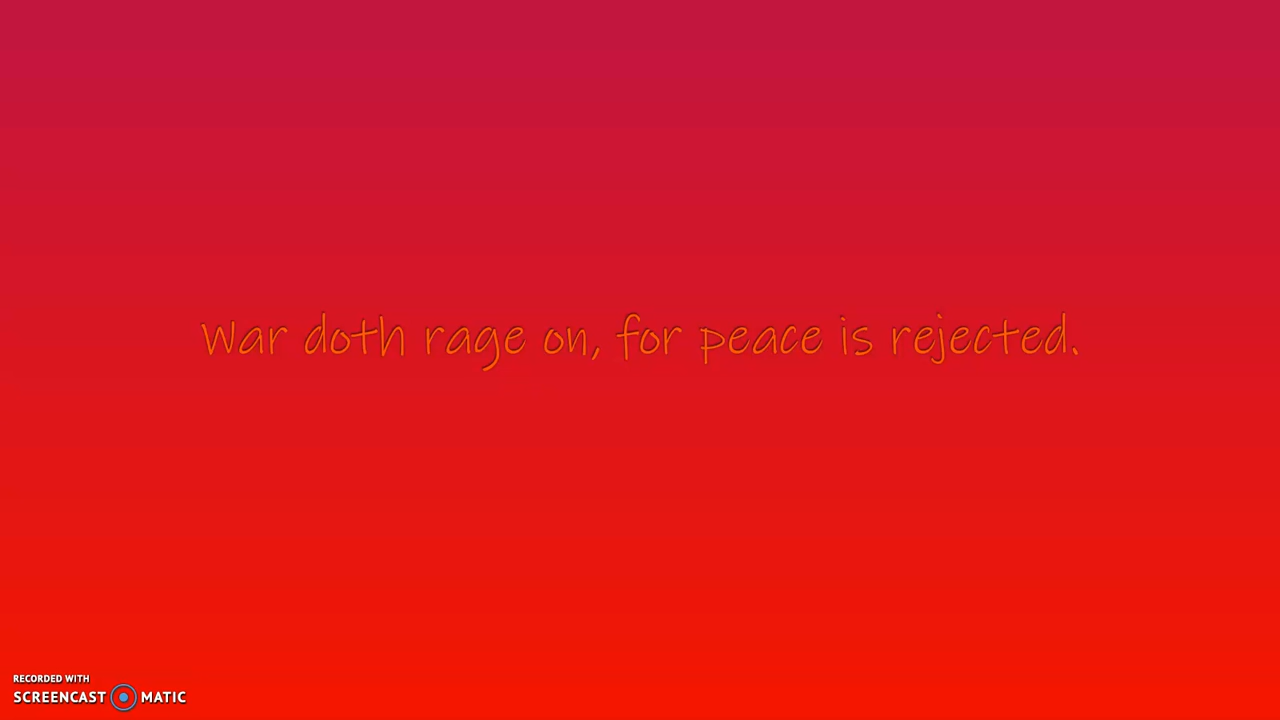 War doth rage on, for peace is rejected.
RECORDED WITH
SCREENCAST MATIC